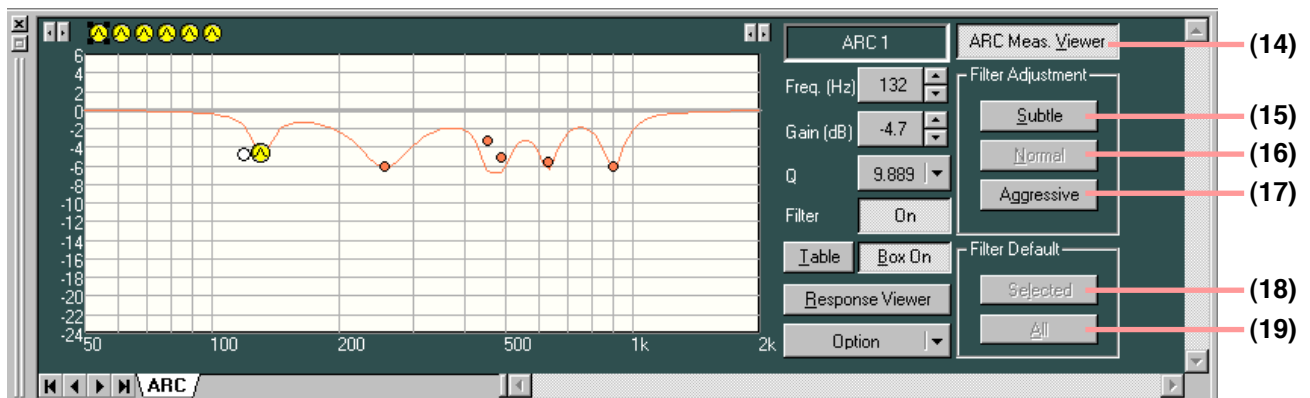 ARC 1
ARC Meas. Viewer
(14)
6
4
2
0
-2
-4
-6
-8
-10
-12
-14
-16
-18
-20
-22
-24
50
100
200
500
1k
2k
Freq. (Hz)
132
Gain (dB)
-4.7
Q
9.889
Filter
On
Table
Box On
Response Viewer
Option
Filter Adjustment
Subtle
(15)
Normal
(16)
Aggressive
(17)
Filter Default
Selected
(18)
All
(19)
ARC